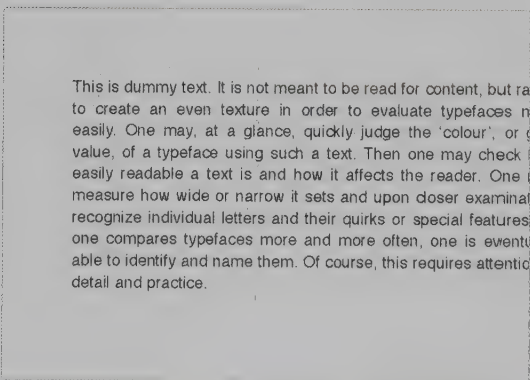 This is dummy text. It is not meant to be read for content, but
to create an even texture in order to evaluate typefaces
easily. One may, at a glance, quickly judge the ‘colour’, or
value, of a typeface using such a text. Then one may check
easily readable a text is and how it affects the reader. One
measure how wide or narrow it sets and upon closer
recognize individual letters and their quirks or special features
one compares typefaces more and more often, one is
able to identify and name them. Of course, this requires
detail and practice.